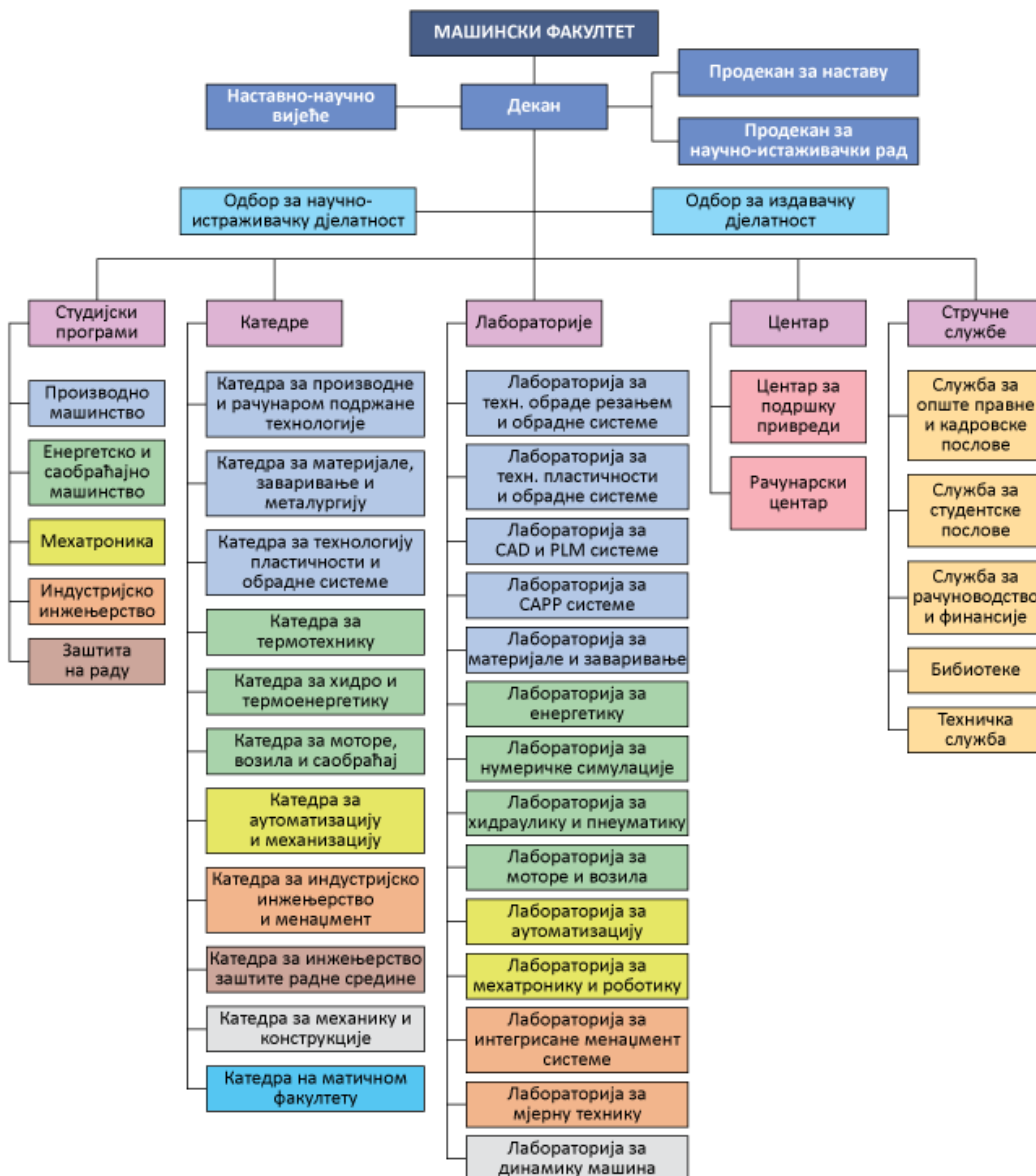 МАШИНСКИ ФАКУЛТЕТ
Наставно-научно
вијеће
Декан
Продекан за наставу
Продекан за
научно-истаживачки рад
Одбор за научно-
истраживачку дјелатност
Одбор за издавачку
дјелатност
Студијски
програми
Производно
машинство
Енергетско и
саобраћајно
машинство
Мехатроника
Индустријско
инжењерство
Заштита
на раду
Катедре
Катедра за производне
и рачунаром подржане
технологије
Катедра за материјале,
заваривање и
металургију
Катедра за технологију
пластичности и
обрадне системе
Катедра за
термотехнику
Катедра за хидро и
термоенергетику
Катедра за моторе,
возила и саобраћај
Катедра за
аутоматизацију
и механизацију
Катедра за индустријско
инжењерство
и менаџмент
Катедра за инжењерство
заштите радне средине
Катедра за механику и
конструкције
Катедра на матичном
факултету
Лабораторије
Лабораторија за
техн. обраде резањем
и обрадне системе
Лабораторија за
техн. пластичности
и обрадне системе
Лабораторија за
CAD и PLM системе
Лабораторија за
CAPP системе
Лабораторија за
материјале и заваривање
Лабораторија за
енергетику
Лабораторија за
нумеричке симулације
Лабораторија за
хидраулику и пнеуматику
Лабораторија за
моторе и возила
Лабораторија за
аутоматизацију
Лабораторија за
мехатронику и роботику
Лабораторија за
интегрисане менаџмент
системе
Лабораторија за
мјерну технику
Лабораторија за
динамику машина
Центар
Центар за
подршку
привреди
Рачунарски
центар
Стручне
службе
Служба за
опште правне
и кадровске
послове
Служба за
студентске
послове
Служба за
рачуноводство
и финансије
Бибиотеке
Техничка
служба